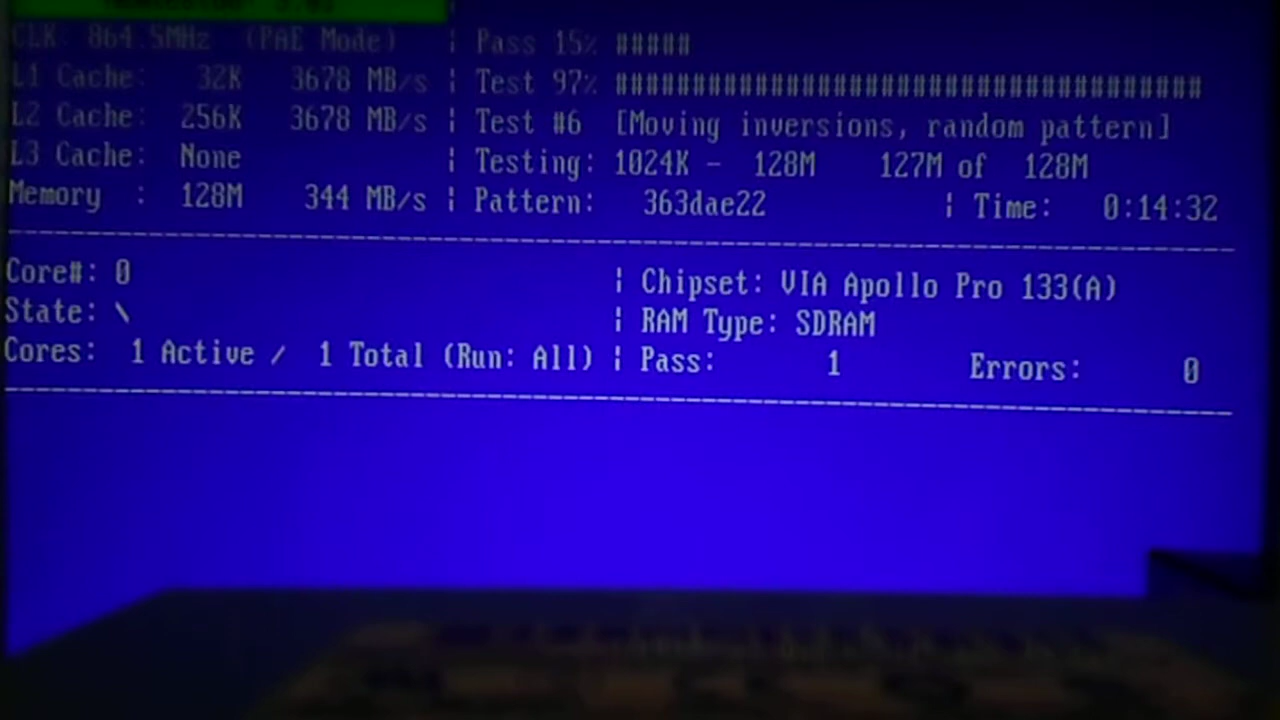 CLK: 864.5MHz (PAE Mode) | Pass 15% #####
L1 Cache: 32K 3678 MB/s | Test 97% ######################################
L2 Cache: 256K 3678 MB/s | Test #6 [Moving inversions, random pattern]
L3 Cache: None | Testing: 1024K - 128M 127M of 128M
Memory : 128M 344 MB/s | Pattern: 363dae22 | Time: 0:14:32
Core#: 0 | Chipset: VIA Apollo Pro 133(A)
State: \ | RAM Type: SDRAM
Cores: 1 Active / 1 Total (Run: All) | Pass: 1 Errors: 0